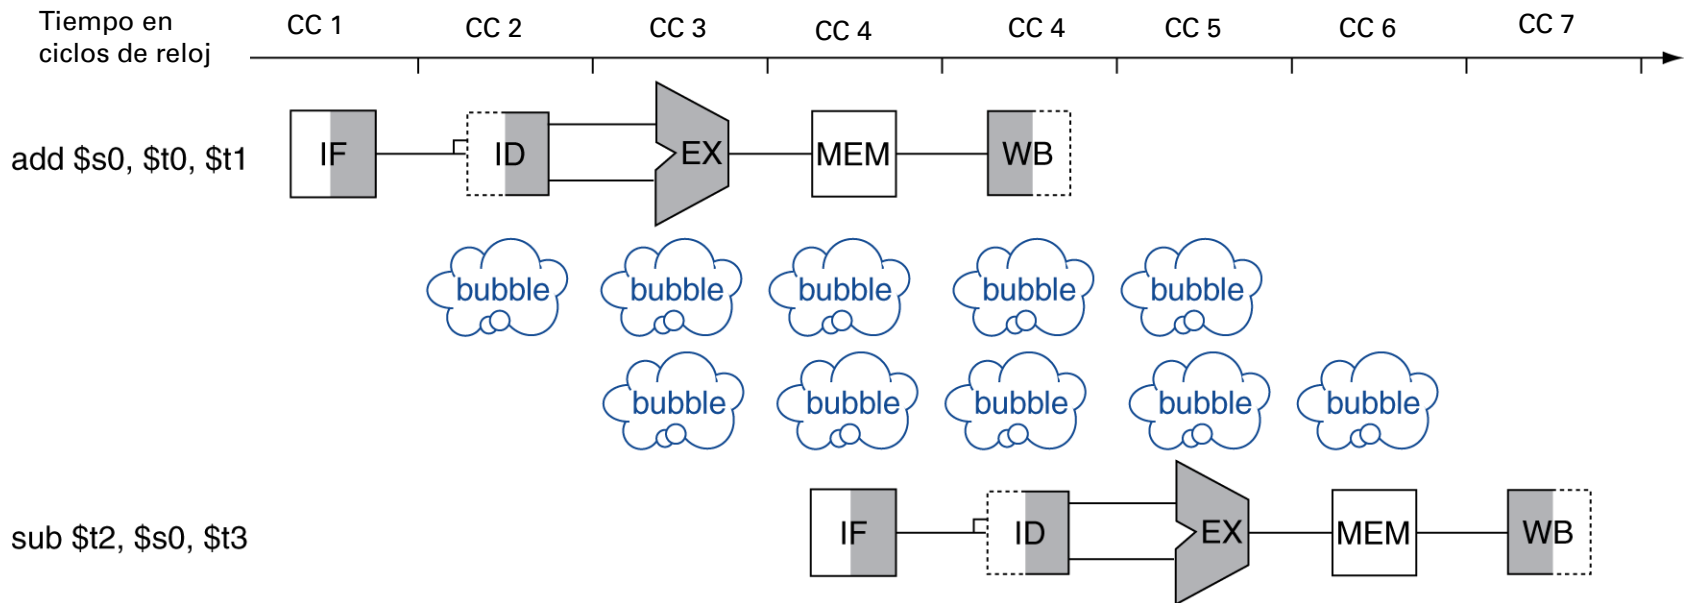 Tiempo en
ciclos de reloj
CC 1 CC 2 CC 3 CC 4 CC 4 CC 5 CC 6 CC 7
add $s0, $t0, $t1 IF ID EX MEM WB
bubble bubble bubble bubble bubble
bubble bubble bubble bubble bubble
sub $t2, $s0, $t3 IF ID EX MEM WB